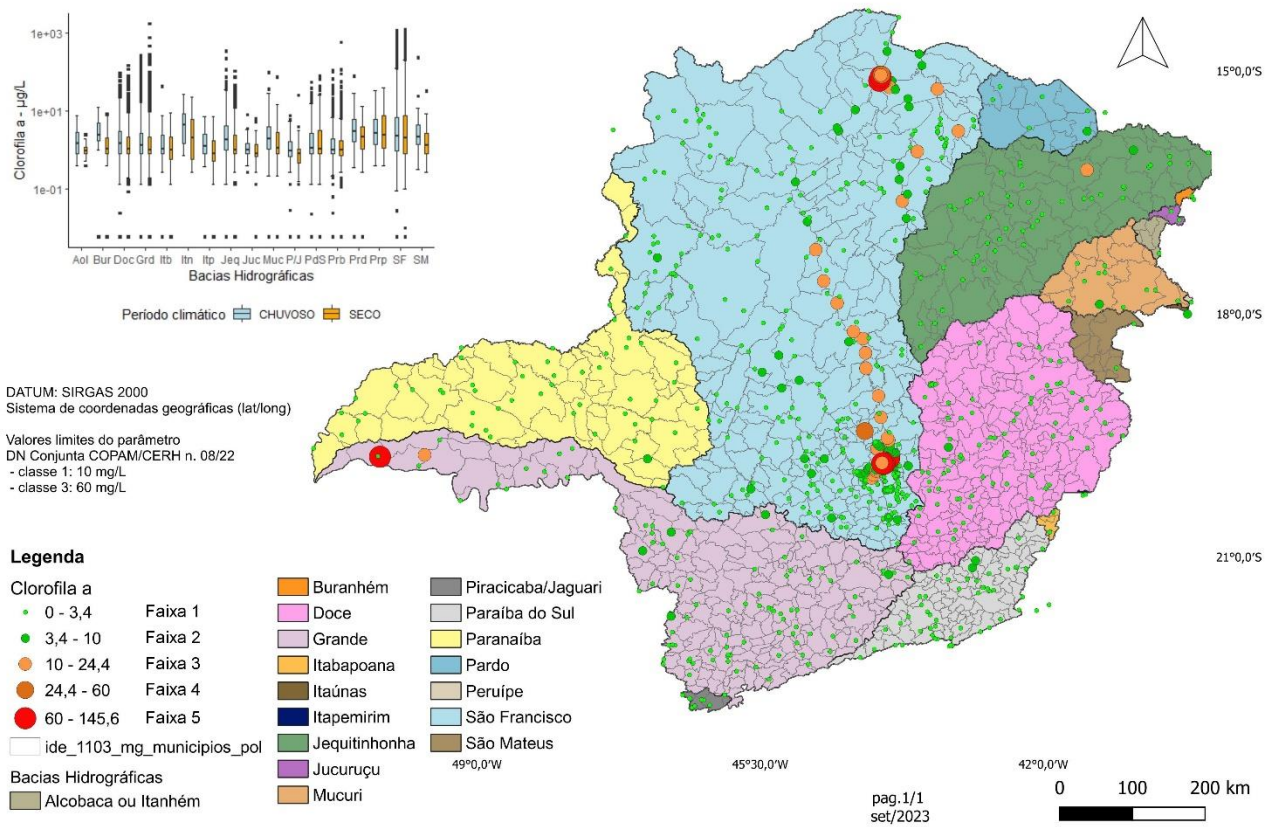 1e+03
1e+01
1e-01
Clorofila a - µg/L
Aol Bur Doc Grd Itb Itn Itp Jeq Juc Muc P/J PdS Prb Prd Prp SF SM
Bacias Hidrográficas
Período climático CHUVOSO SECO
15°0,0'S
18°0,0'S
21°0,0'S
DATUM: SIRGAS 2000
Sistema de coordenadas geográficas (lat/long)
Valores limites do parâmetro
DN Conjunta COPAM/CERH n. 08/22
- classe 1: 10 mg/L
- classe 3: 60 mg/L
Legenda
Clorofila a
0 - 3,4 Faixa 1
3,4 - 10 Faixa 2
10 - 24,4 Faixa 3
24,4 - 60 Faixa 4
60 - 145,6 Faixa 5
ide_1103_mg_municipios_pol
Bacias Hidrográficas
Alcobaca ou Itanhém
Buranhém
Doce
Grande
Itabapoana
Itaúnas
Itapemirim
Jequitinhonha
Jucuruçu
Mucuri
Piracicaba/Jaguari
Paraíba do Sul
Paranaíba
Pardo
Peruípe
São Francisco
São Mateus
49°0,0'W
45°30,0'W
42°0,0'W
pag.1/1
set/2023
0 100 200 km